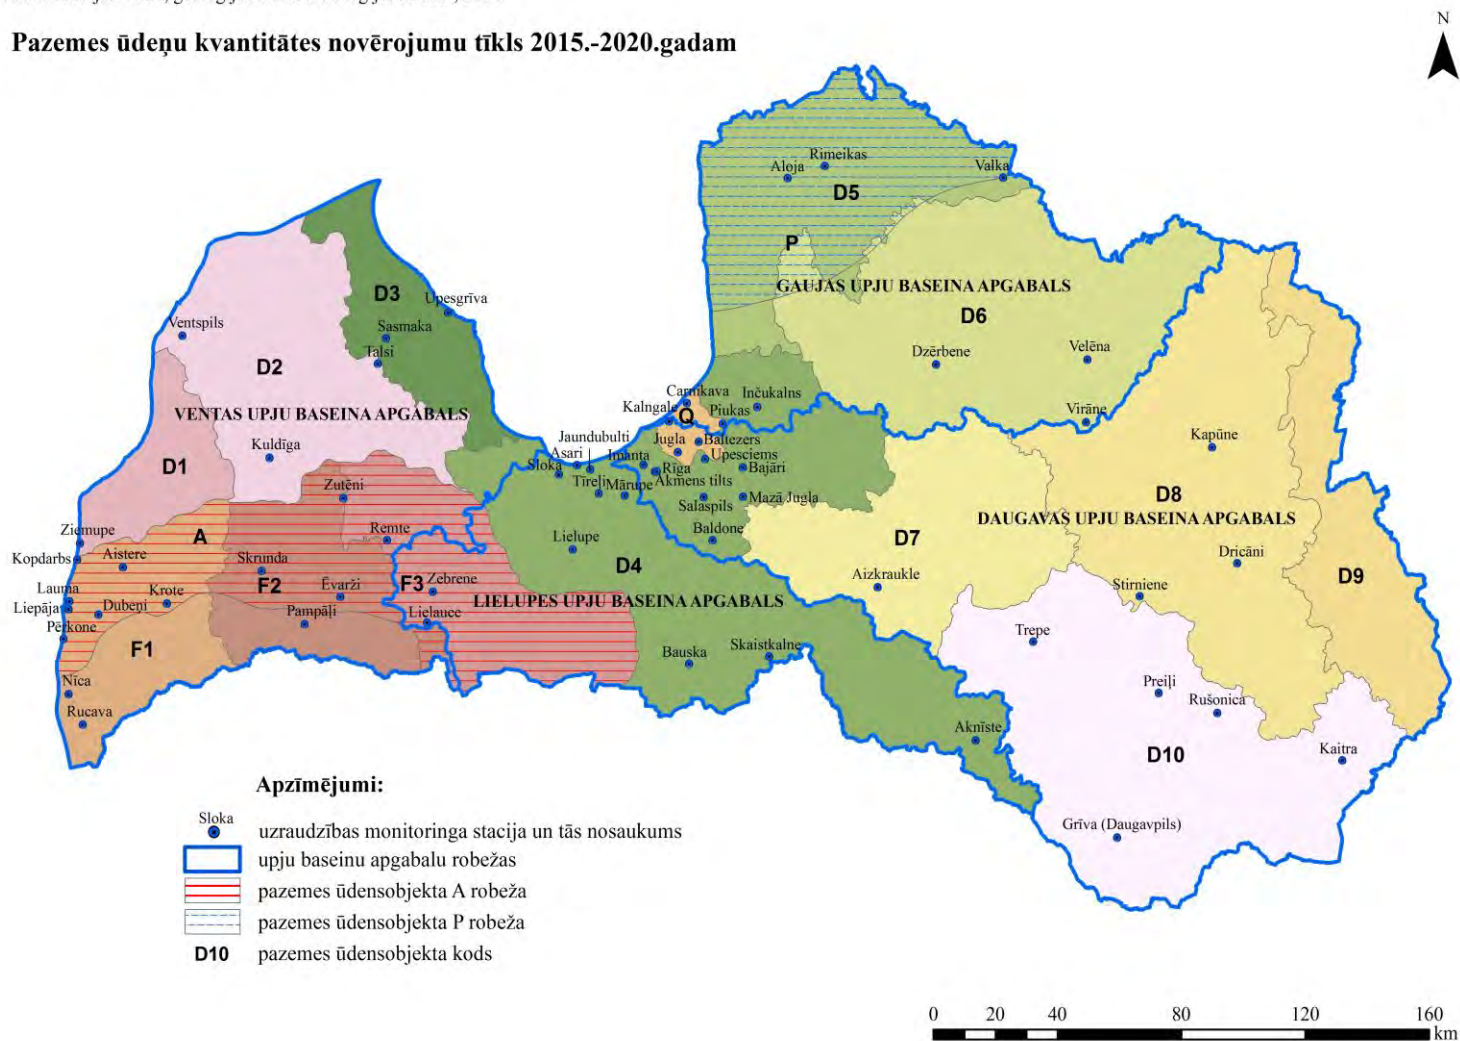 Pazemes ūdeņu kvantitātes novērojumu tīkls 2015.-2020.gadam
N
Rimeikas
Aloja
Valka
D5
P
GAUJAS UPJU BASEINA APGABALS
D3
Upesgrīva
Ventspils
Sasmaka
D6
Talsi
Dzērbene
Velēna
D2
Carnikava
Inčukalns
Kalngale
Q
Piukas
Virāne
VENTAS UPJU BASEINA APGABALS
Jaundubulti
Jugla
Baltezers
Kapūne
Kuldīga
Asari
Imanta
Upesciems
D1
Sloka
Rīga
Bajāri
Zutēni
Tīreļi
Mārupe
Akmens tilts
D8
Salaspils
Mazā Jugla
DAUGAVAS UPJU BASEINA APGABALS
Ziemupe
A
Remte
Lielupe
Baldone
D7
Kopdarbs
Aistere
Skrunda
D4
Dricāni
Aizkraukle
D9
Lauma
Krote
F2
Ēvarži
F3
Zebrene
Stirniene
Liepāja
Dubeņi
Pampāļi
Lielauce
LIELUPES UPJU BASEINA APGABALS
Pērkone
F1
Trepe
Bauska
Skaistkalne
Nīca
Preiļi
Rušonica
Rucava
Aknīste
D10
Kaitra
Grīva (Daugavpils)
Apzīmējumi:
Sloka
uzraudzības monitoringa stacija un tās nosaukums
upju baseinu apgabalu robežas
pazemes ūdensobjekta A robeža
pazemes ūdensobjekta P robeža
D10 pazemes ūdensobjekta kods
0 20 40 80 120 160
km